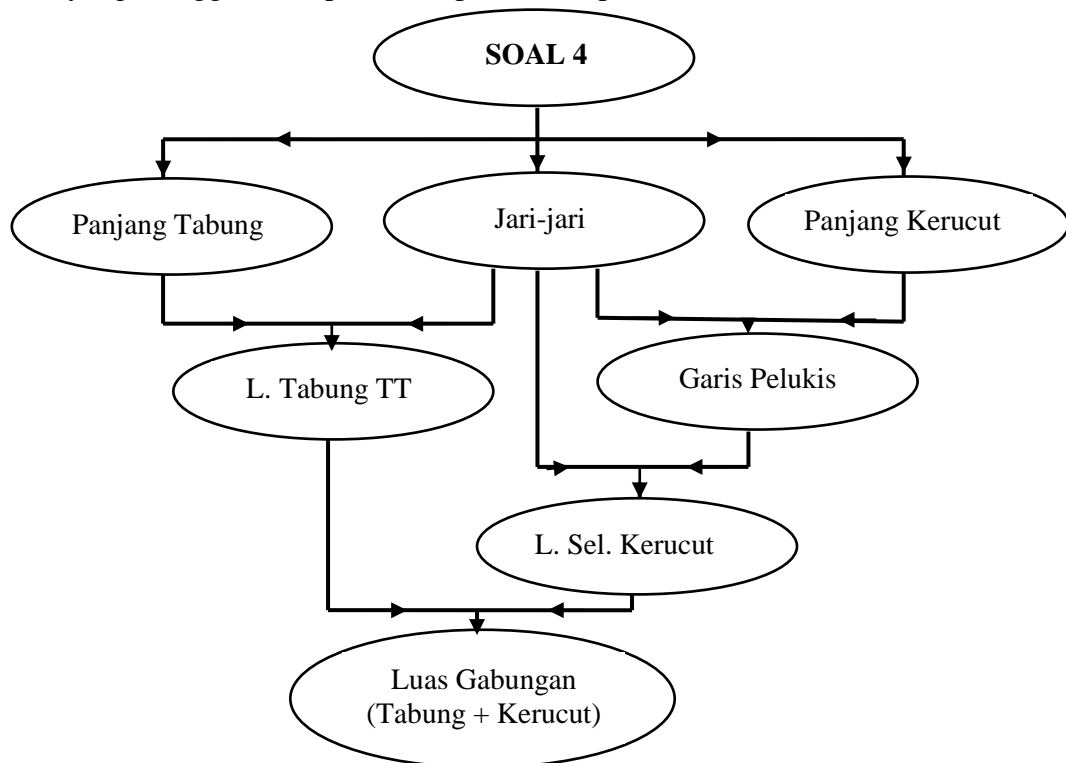 SOAL 4
Panjang Tabung
Jari-jari
Panjang Kerucut
L. Tabung TT
Garis Pelukis
L. Sel. Kerucut
Luas Gabungan
(Tabung + Kerucut)